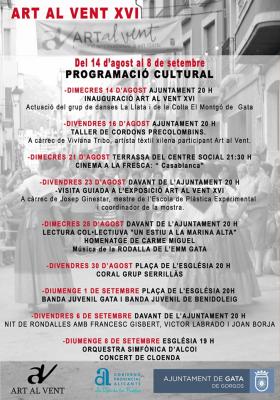 ART AL VENT XVI
Art al vent
Del 14 d'agost al 8 de setembre
PROGRAMACIÓ CULTURAL
-DIMECRES 14 D'AGOST AJUNTAMENT 20 H
INAUGURACIÓ ART AL VENT XVI
Actuació del grup de danses La Llata i de la Colla El Montgó de Gata
-DIVENDRES 16 D'AGOST AJUNTAMENT 20 H
TALLER DE CORDONS PRECOLOMBINS.
A càrrec de Viviana Tribo, artista tèxtil xilena participant Art al Vent.
-DIMECRES 21 D'AGOST TERRASSA DEL CENTRE SOCIAL 21:30 H
CINEMA A LA FRESCA: " Casablanca"
-DIVENDRES 23 D'AGOST DAVANT DE L'AJUNTAMENT 20 H
-VISITA GUIADA A L'EXPOSICIÓ ART AL VENT XVI
A càrrec de Josep Ginestar, mestre de l'Escola de Plàstica Experimental
i coordinador de la mostra.
-DIMECRES 28 D'AGOST DAVANT DE L'AJUNTAMENT 20 H
LECTURA COL·LECTIUVA "UN ESTIU A LA MARINA ALTA"
HOMENATGE DE CARME MIGUEL
Música de la RODALLA DE L'EMM GATA
-DIVENDRES 30 D'AGOST PLAÇA DE L'ESGLÉSIA 20 H
CORAL GRUP SERRILLÀS
-DIUMENGE 1 DE SETEMBRE PLAÇA DE L'ESGLÉSIA 20H
BANDA JUVENIL GATA I BANDA JUVENIL DE BENIDOLEIG
-DIVENDRES 6 DE SETEMBRE DAVANT DE L'AJUNTAMENT 20 H
NIT DE RONDALLES AMB FRANCESC GISBERT, VICTOR LABRADO I JOAN BORJA
-DIUMENGE 8 DE SETEMBRE ESGLÉSIA 19 H
ORQUESTRA SIMFÒNICA D'ALCOI
CONCERT DE CLOENDA
ART AL VENT
GOBIERNO
PROVINCIAL
ALICANTE
AJUNTAMENT DE GATA
DE GORGOS